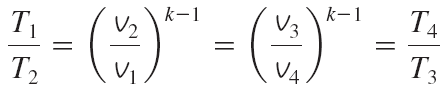 T₁/T₂ = (v₂/v₁)^(k−1) = (v₃/v₄)^(k−1) = T₄/T₃